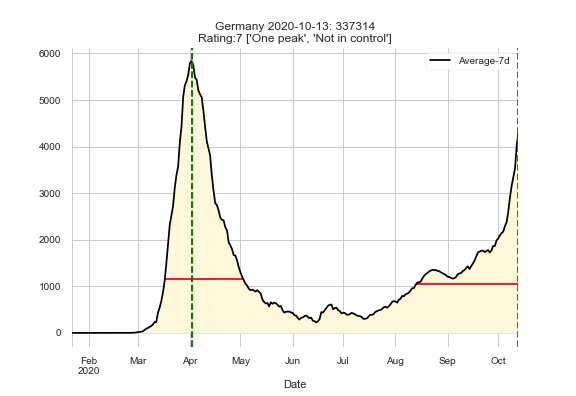 Germany 2020-10-13: 337314
Rating:7 ['One peak', 'Not in control']
Average-7d
6000
5000
4000
3000
2000
1000
0
Feb Mar Apr May Jun Jul Aug Sep Oct
2020
Date